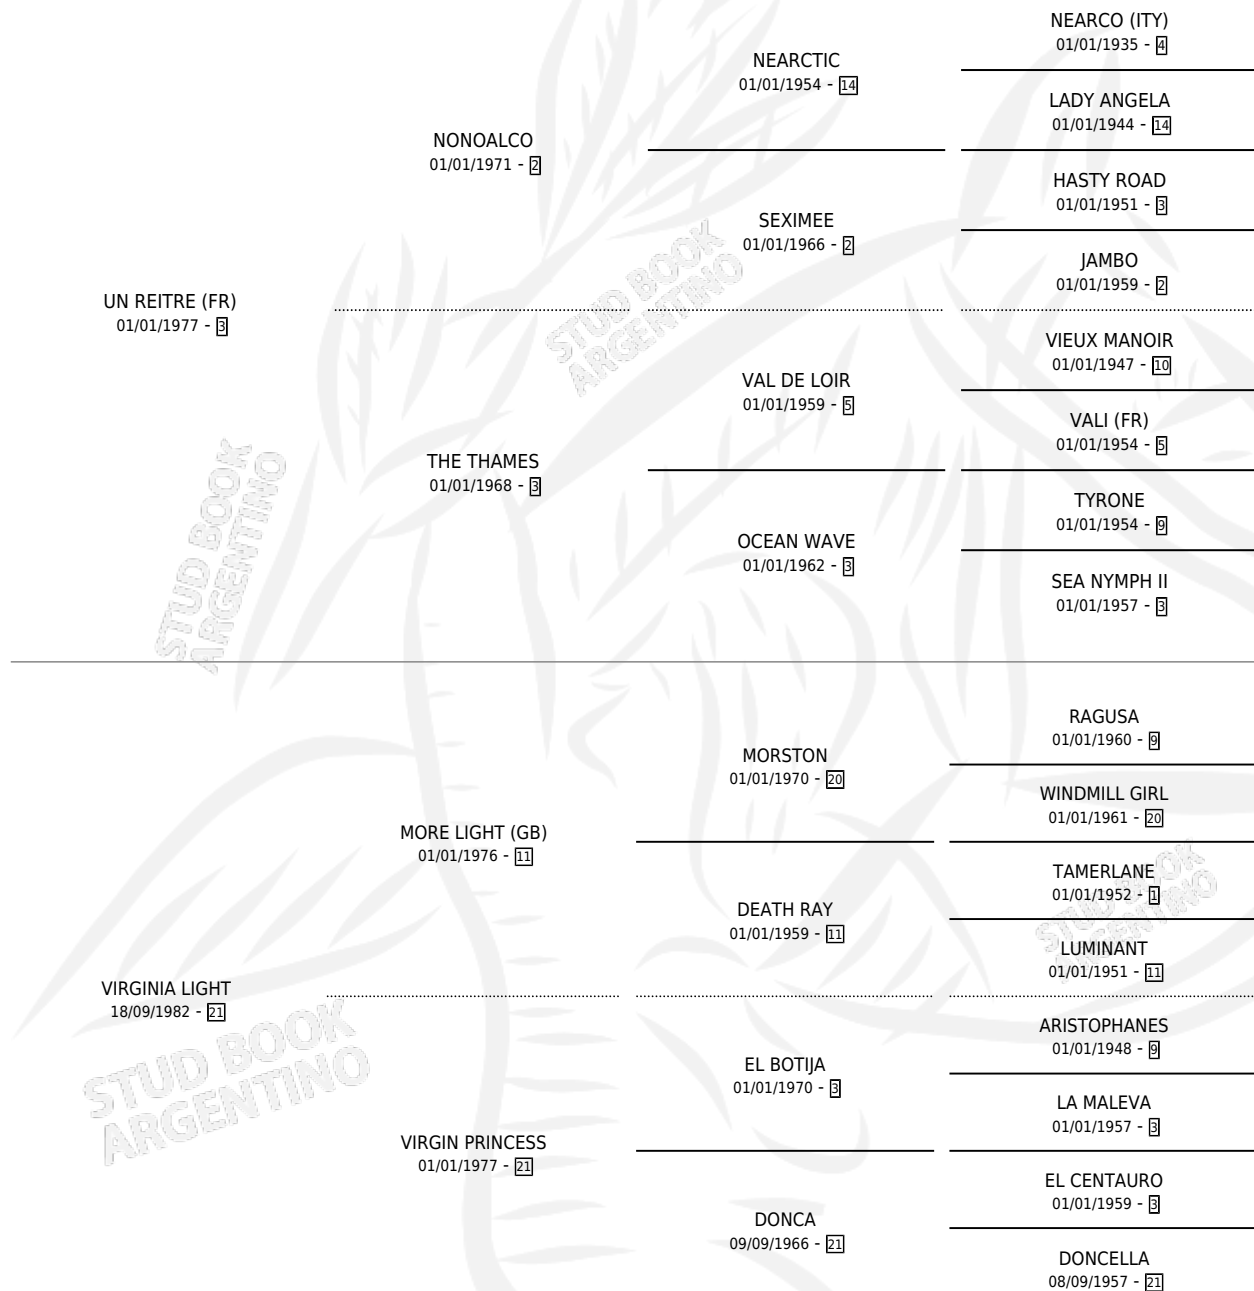 NEARCO (ITY)
01/01/1935 - 4
NEARCTIC
01/01/1954 - 14
LADY ANGELA
01/01/1944 - 14
NONOALCO
01/01/1971 - 2
HASTY ROAD
01/01/1951 - 3
SEXIMEE
01/01/1966 - 2
JAMBO
01/01/1959 - 2
UN REITRE (FR)
01/01/1977 - 3
VIEUX MANOIR
01/01/1947 - 10
VAL DE LOIR
01/01/1959 - 5
VALI (FR)
01/01/1954 - 5
THE THAMES
01/01/1968 - 3
TYRONE
01/01/1954 - 9
OCEAN WAVE
01/01/1962 - 3
SEA NYMPH II
01/01/1957 - 3
RAGUSA
01/01/1960 - 9
MORSTON
01/01/1970 - 20
WINDMILL GIRL
01/01/1961 - 20
MORE LIGHT (GB)
01/01/1976 - 11
TAMERLANE
01/01/1952 - 1
DEATH RAY
01/01/1959 - 11
LUMINANT
01/01/1951 - 11
VIRGINIA LIGHT
18/09/1982 - 21
ARISTOPHANES
01/01/1948 - 9
EL BOTIJA
01/01/1970 - 3
LA MALEVA
01/01/1957 - 3
VIRGIN PRINCESS
01/01/1977 - 21
EL CENTAURO
01/01/1959 - 3
DONCA
09/09/1966 - 21
DONCELLA
08/09/1957 - 21
STUD BOOK
ARGENTINO
STUD BOOK
ARGENTINO
STUD BOOK
ARGENTINO
STUD BOOK
ARGENTINO